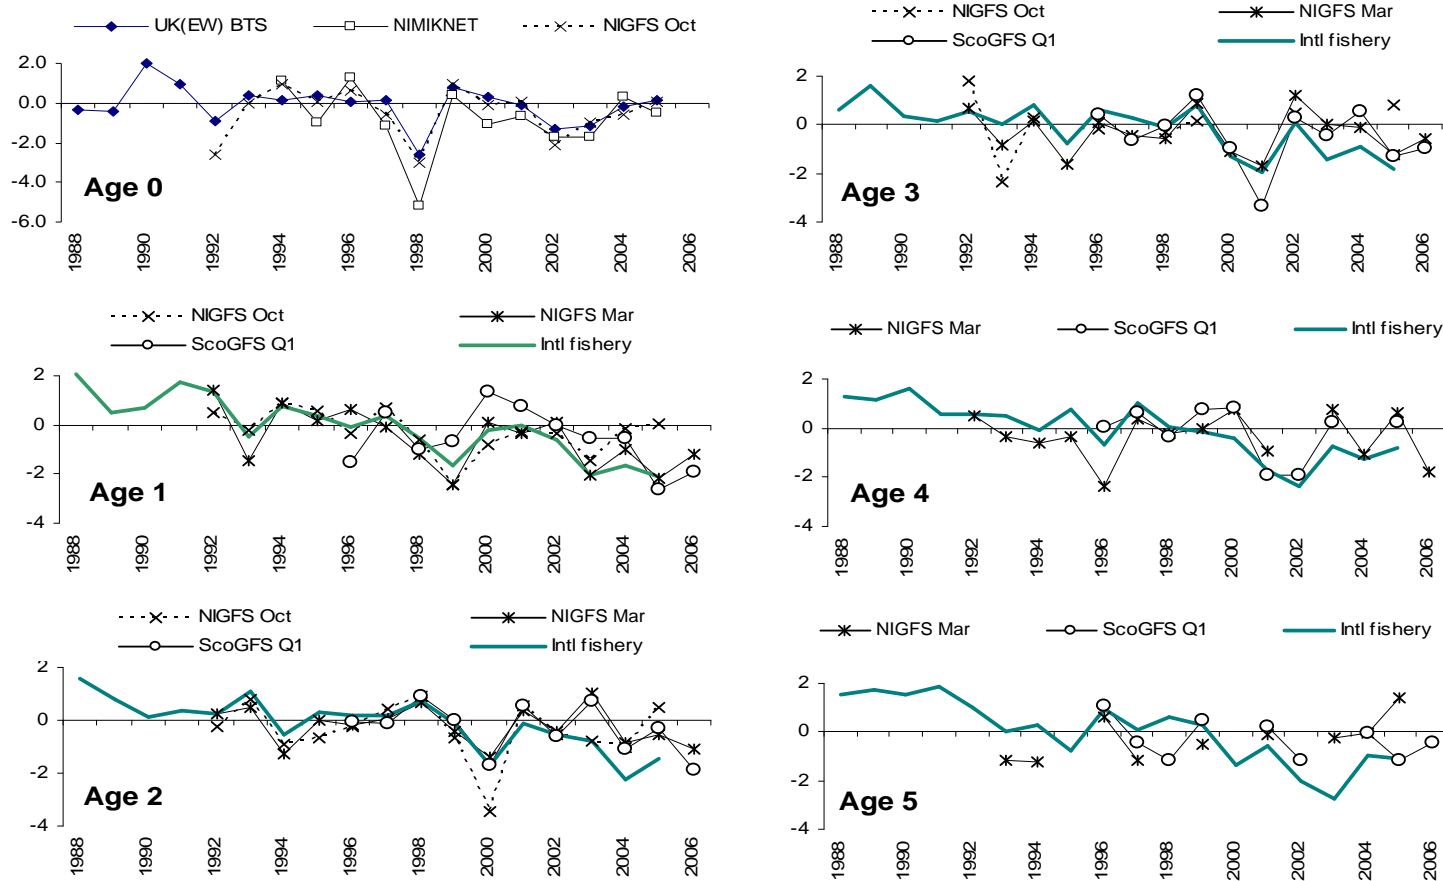 UK(EW) BTS NIMIKNET NIGFS Oct
2.0
0.0
-2.0
-4.0
-6.0
Age 0
1988 1990 1992 1994 1996 1998 2000 2002 2004 2006
NIGFS Oct NIGFS Mar
ScoGFS Q1 Intl fishery
2
0
-2
-4
Age 1
1988 1990 1992 1994 1996 1998 2000 2002 2004 2006
NIGFS Oct NIGFS Mar
ScoGFS Q1 Intl fishery
2
0
-2
-4
Age 2
1988 1990 1992 1994 1996 1998 2000 2002 2004 2006
NIGFS Oct NIGFS Mar
ScoGFS Q1 Intl fishery
2
0
-2
-4
Age 3
1988 1990 1992 1994 1996 1998 2000 2002 2004 2006
NIGFS Mar ScoGFS Q1 Intl fishery
2
0
-2
-4
Age 4
1988 1990 1992 1994 1996 1998 2000 2002 2004 2006
NIGFS Mar ScoGFS Q1 Intl fishery
2
0
-2
-4
Age 5
1988 1990 1992 1994 1996 1998 2000 2002 2004 2006